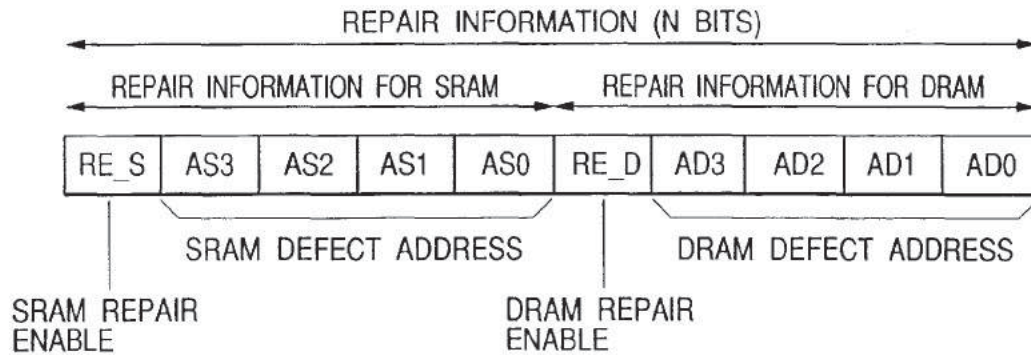 REPAIR INFORMATION (N BITS)
REPAIR INFORMATION FOR SRAM REPAIR INFORMATION FOR DRAM
RE_S AS3 AS2 AS1 AS0 RE_D AD3 AD2 AD1 AD0
SRAM DEFECT ADDRESS DRAM DEFECT ADDRESS
SRAM REPAIR
ENABLE
DRAM REPAIR
ENABLE